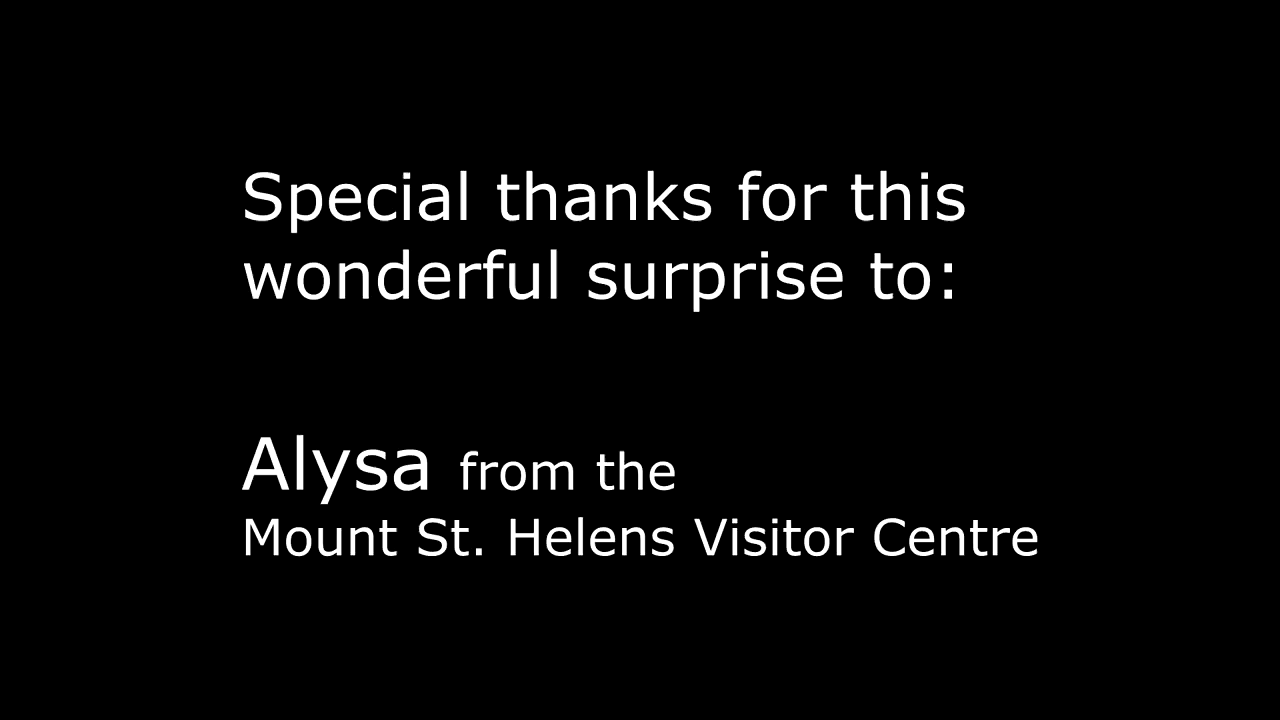 Special thanks for this
wonderful surprise to:
Alysa from the
Mount St. Helens Visitor Centre